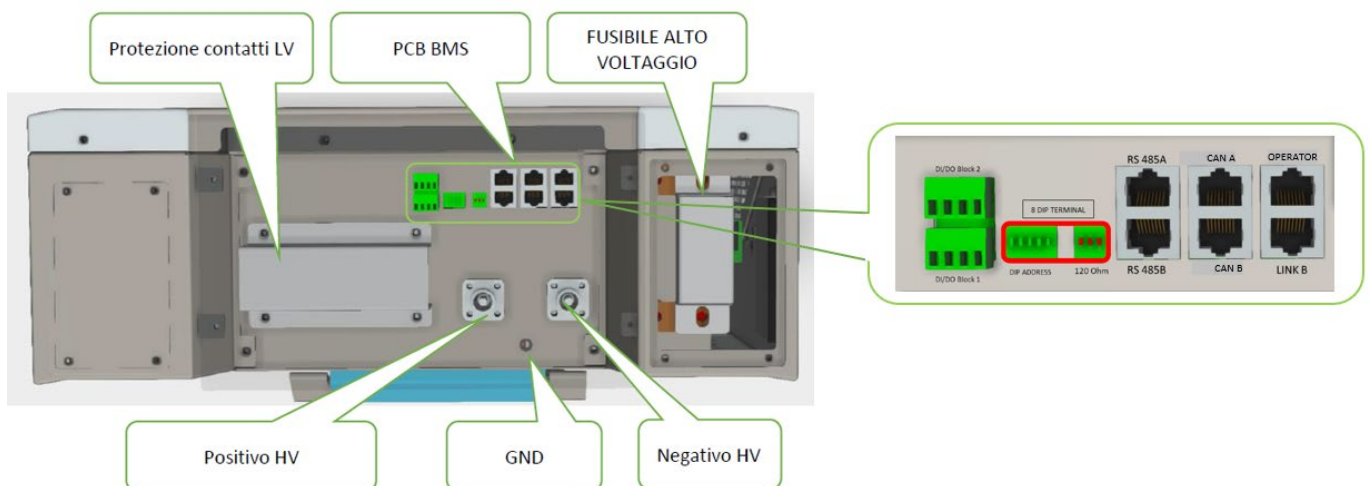 Protezione contatti LV
PCB BMS
FUSIBILE ALTO
VOLTAGGIO
RS 485A
CAN A
OPERATOR
DI/DO Block 2
8 DIP TERMINAL
DIP ADDRESS
120 Ohm
RS 485B
CAN B
LINK B
DI/DO Block 1
Positivo HV
GND
Negativo HV